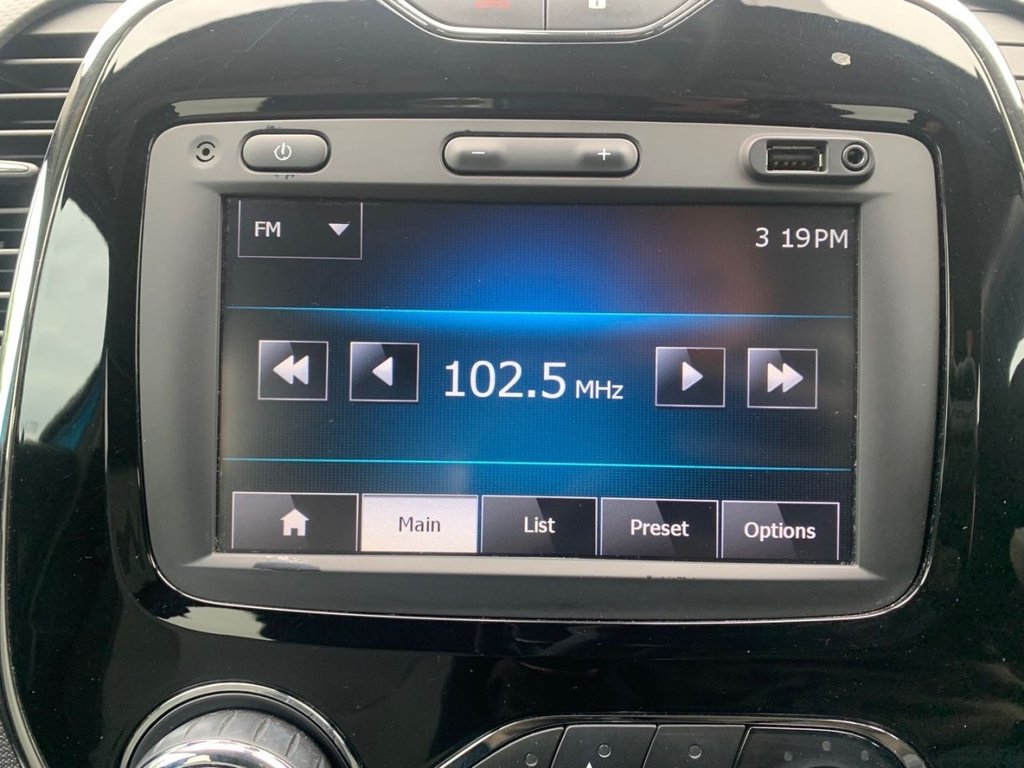 FM
3 19PM
102.5 MHz
Main
List
Preset
Options